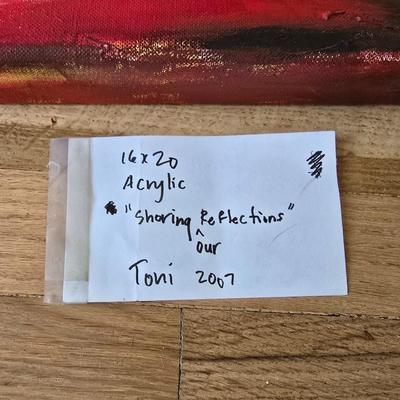 16x20
Acrylic
"Sharing our Reflections"
Toni 2007